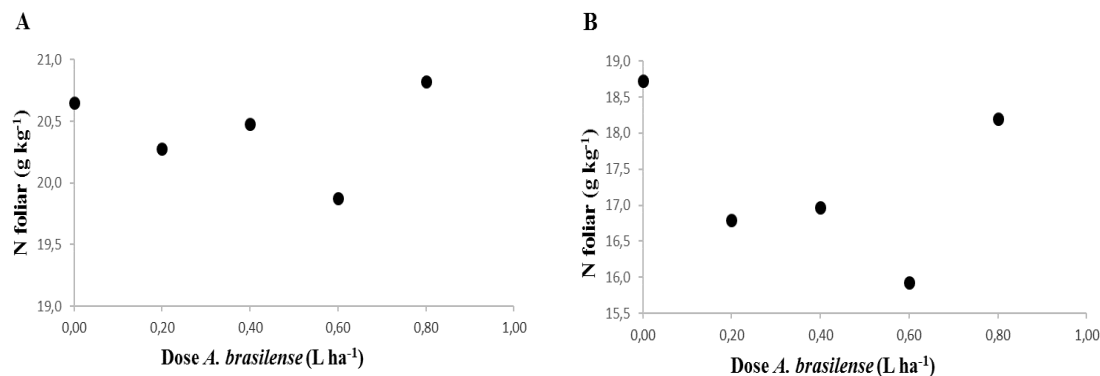 A
N foliar (g kg⁻¹)
21,0
20,5
20,0
19,5
19,0
0,00 0,20 0,40 0,60 0,80 1,00
Dose A. brasilense (L ha⁻¹)
B
N foliar (g kg⁻¹)
19,0
18,5
18,0
17,5
17,0
16,5
16,0
15,5
0,00 0,20 0,40 0,60 0,80 1,00
Dose A. brasilense (L ha⁻¹)